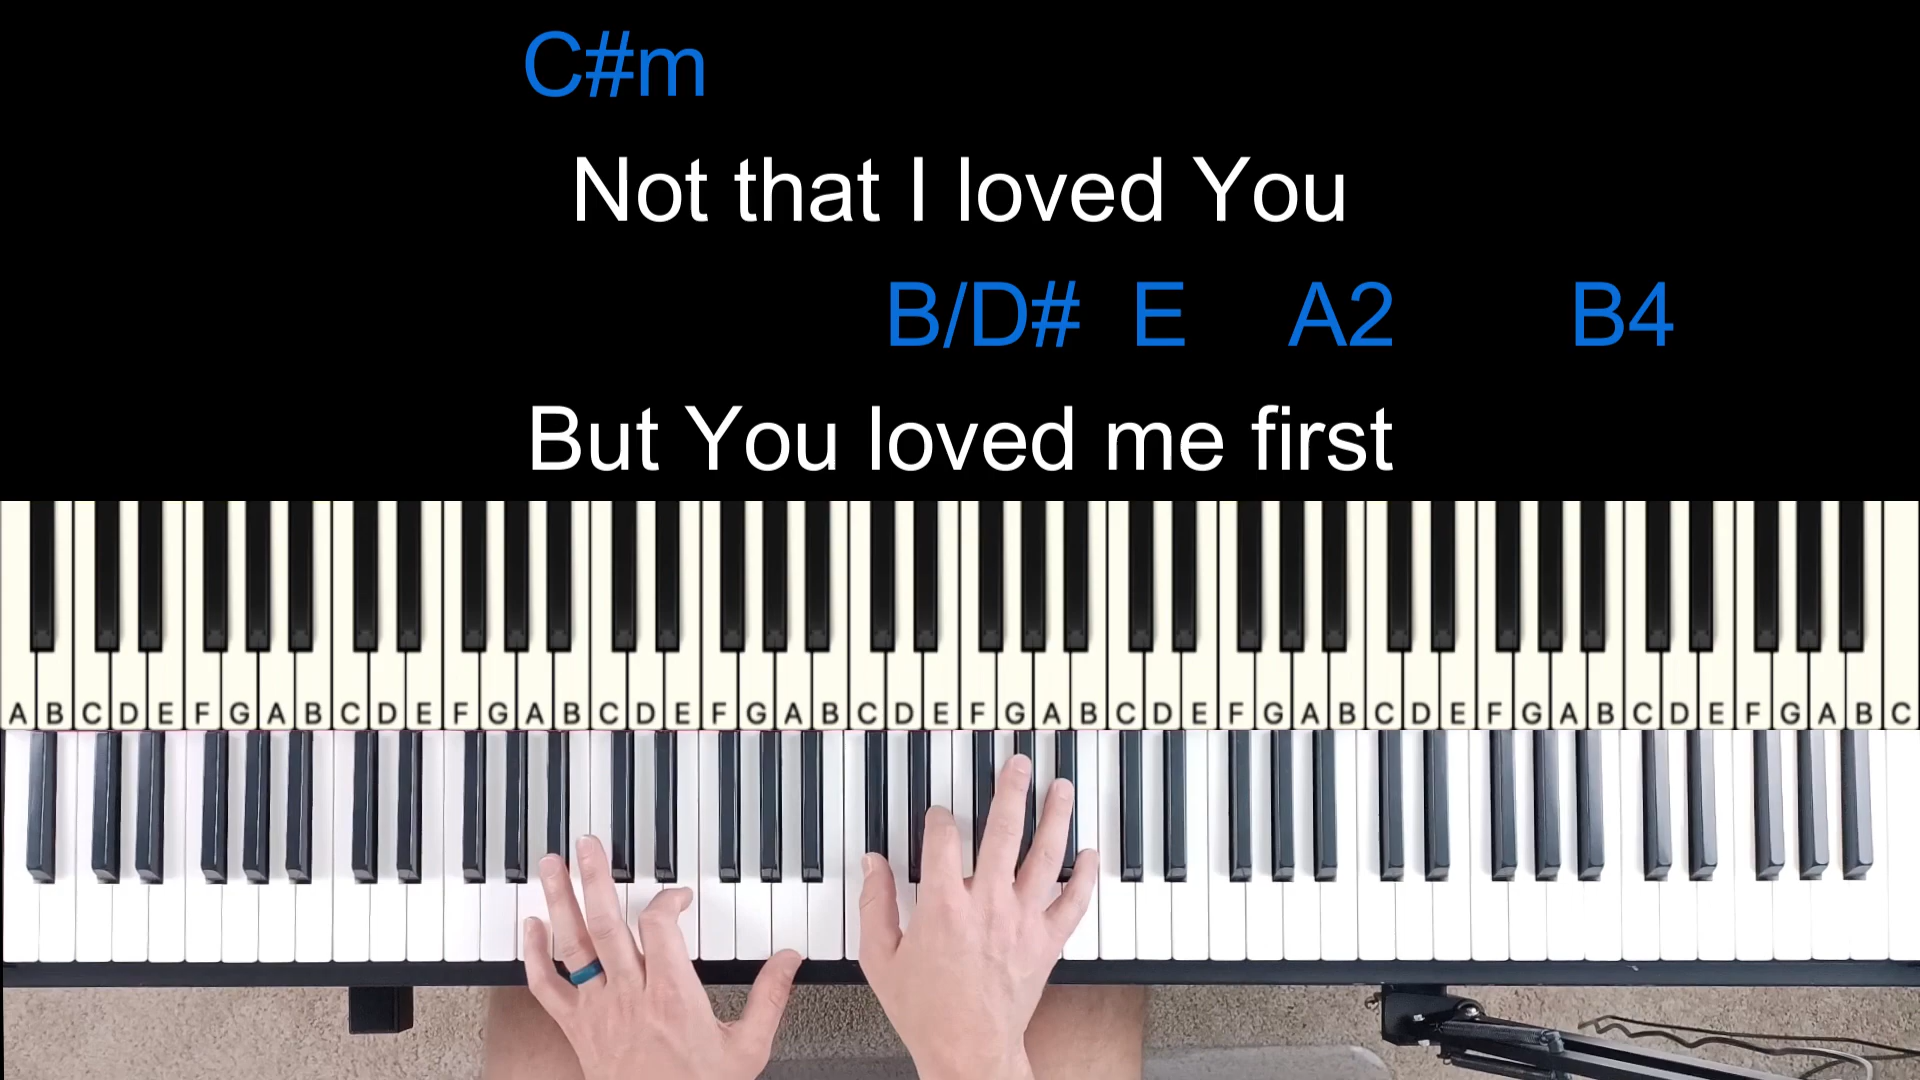 C#m
Not that I loved You
B/D# E A2 B4
But You loved me first
A B C D E F G A B C D E F G A B C D E F G A B C D E F G A B C D E F G A B C D E F G A B C D E F G A B C